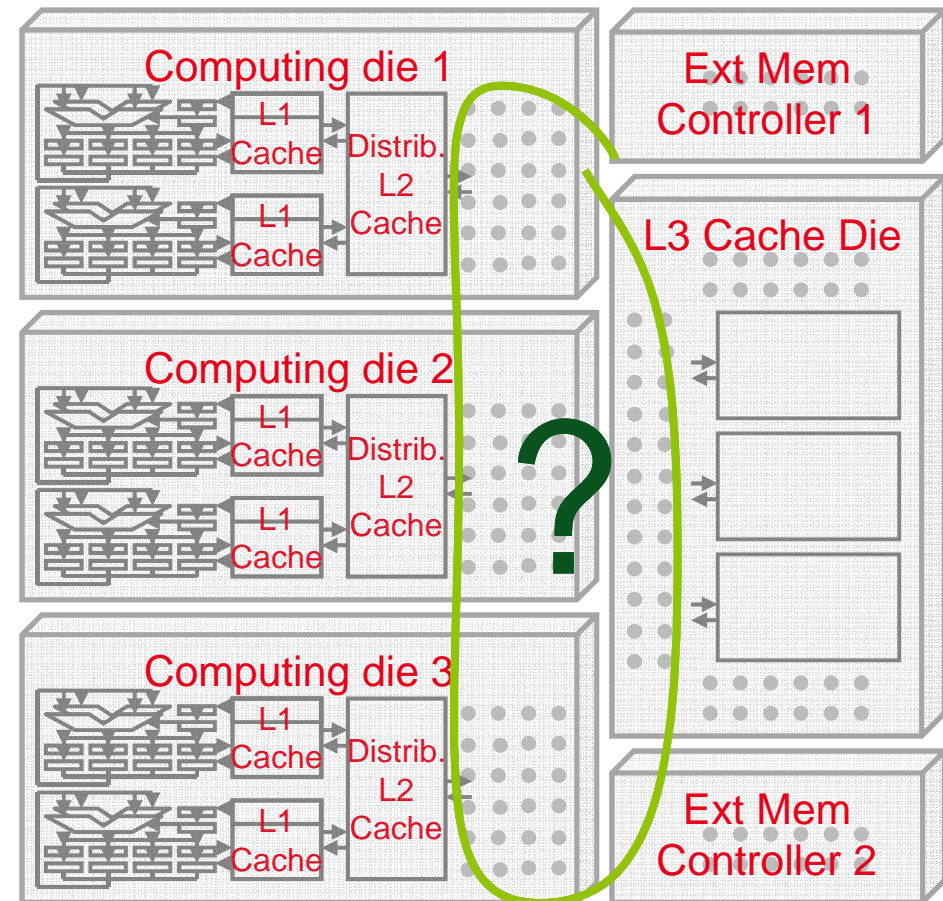 Computing die 1
L1
Cache
L1
Cache
Distrib.
L2
Cache
Ext Mem
Controller 1
L3 Cache Die
Computing die 2
L1
Cache
L1
Cache
Distrib.
L2
Cache
?
Computing die 3
L1
Cache
L1
Cache
Distrib.
L2
Cache
Ext Mem
Controller 2